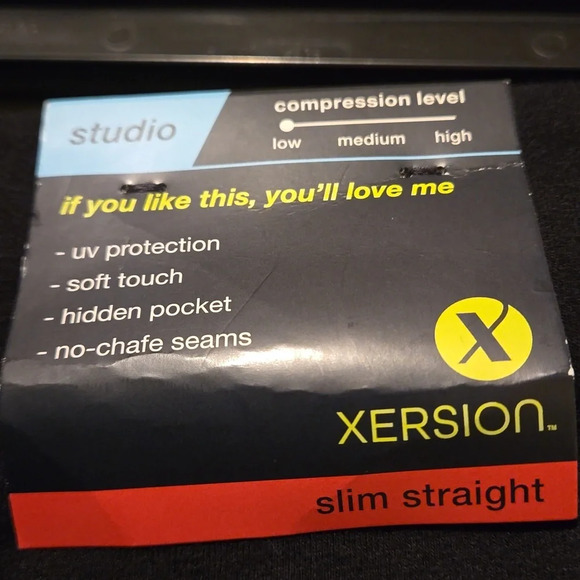 studio
compression level
low medium high
if you like this, you'll love me
- uv protection
- soft touch
- hidden pocket
- no-chafe seams
X
XERSION™
slim straight